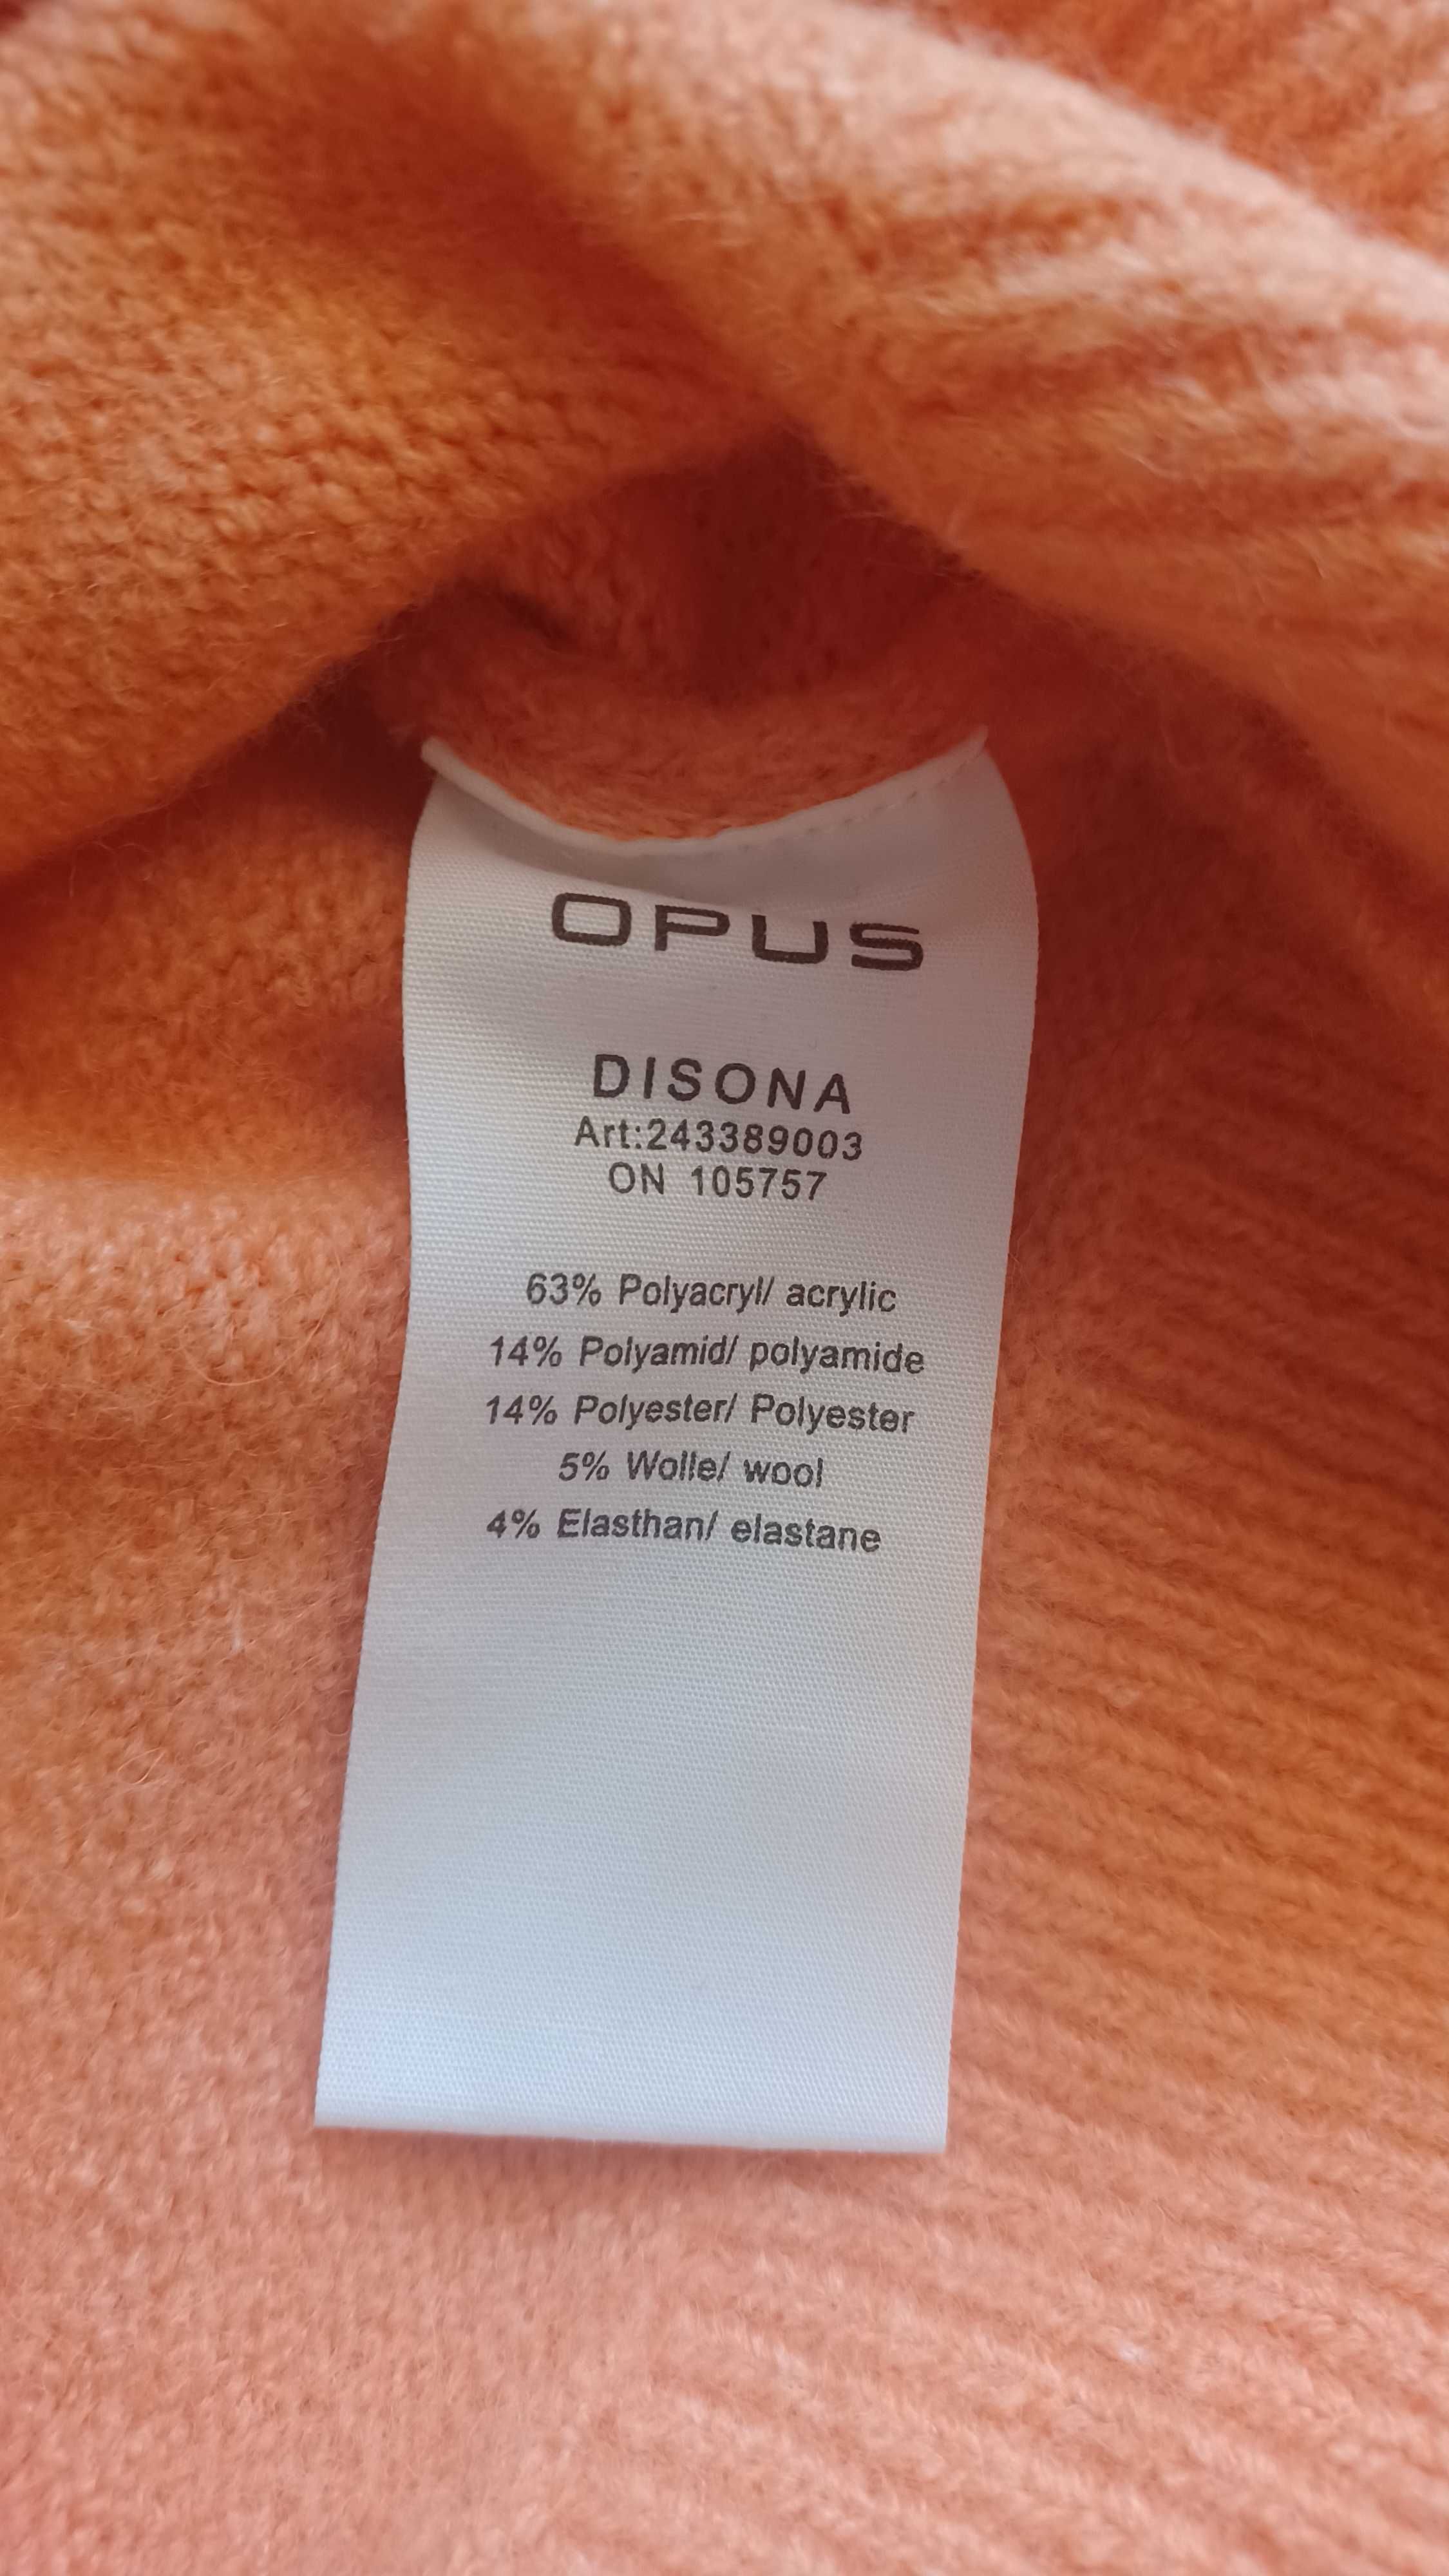 OPUS
DISONA
Art:243389003
ON 105757
63% Polyacryl/ acrylic
14% Polyamid/ polyamide
14% Polyester/ Polyester
5% Wolle/ wool
4% Elasthan/ elastane